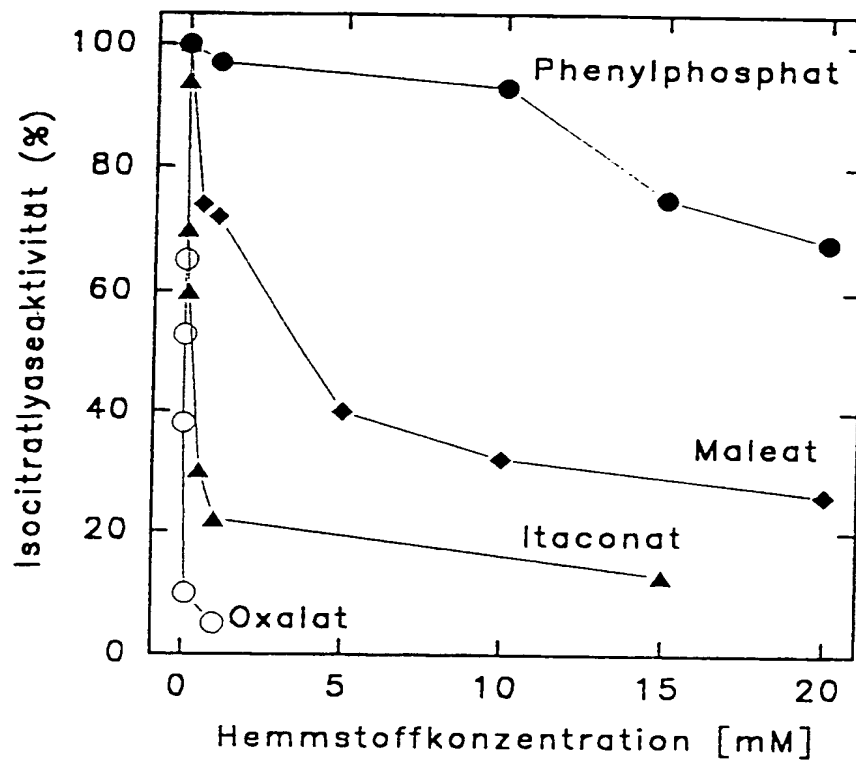 100
80
60
40
20
0
Isocitratlyaseaktivität (%)
Phenylphosphat
Maleat
Itaconat
Oxalat
0 5 10 15 20
Hemmstoffkonzentration [mM]